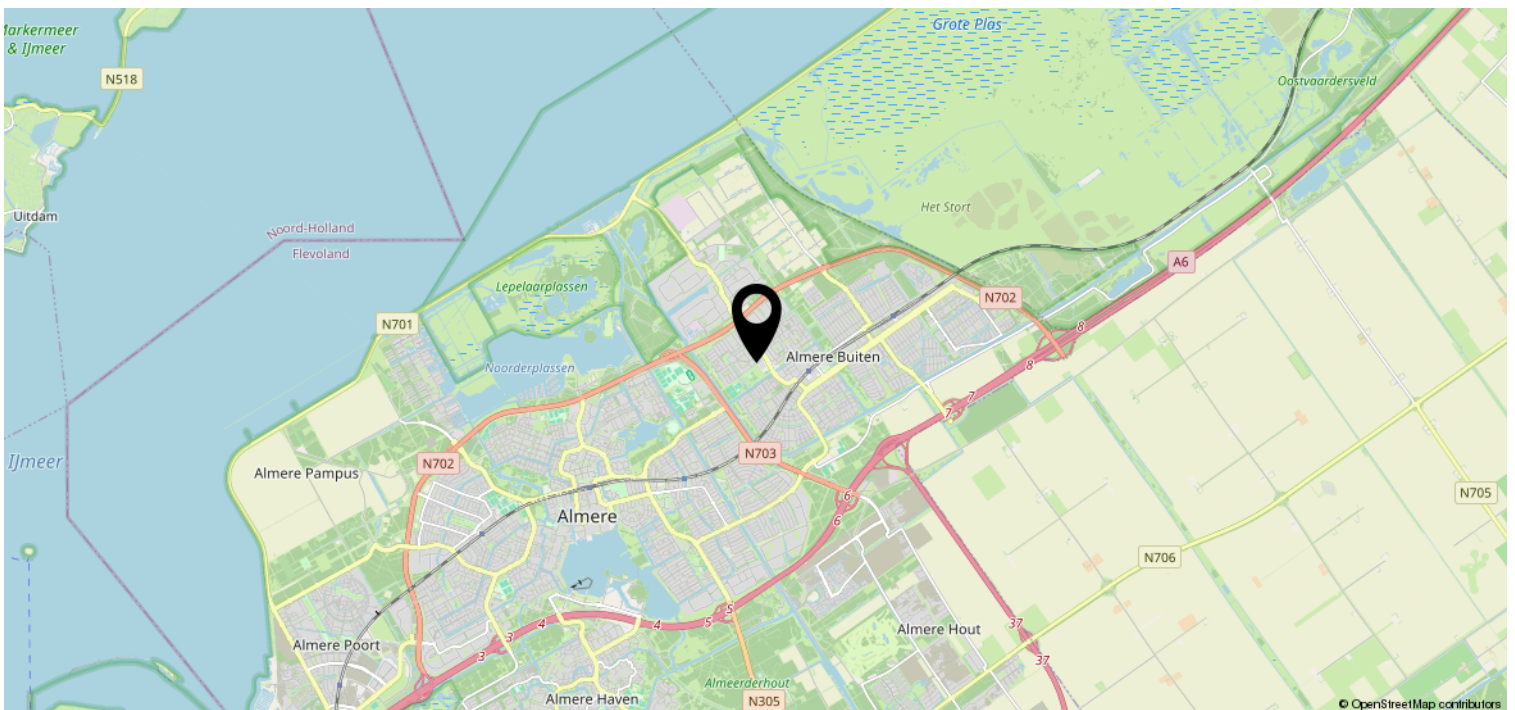 Markermeer
& IJmeer
N518
Grote Plas
Oostvaardersveld
Uitdam
Noord-Holland
Flevoland
Het Stort
A6
Lepelaarplassen
N702
N701
8
8
Almere Buiten
Noorderplassen
7
7
IJmeer
Almere Pampus
N702
N703
N705
6
6
Almere
N706
5
5
4
4
3
3
37
37
Almere Hout
Almere Poort
Almeerderhout
Almere Haven
N305
© OpenStreetMap contributors